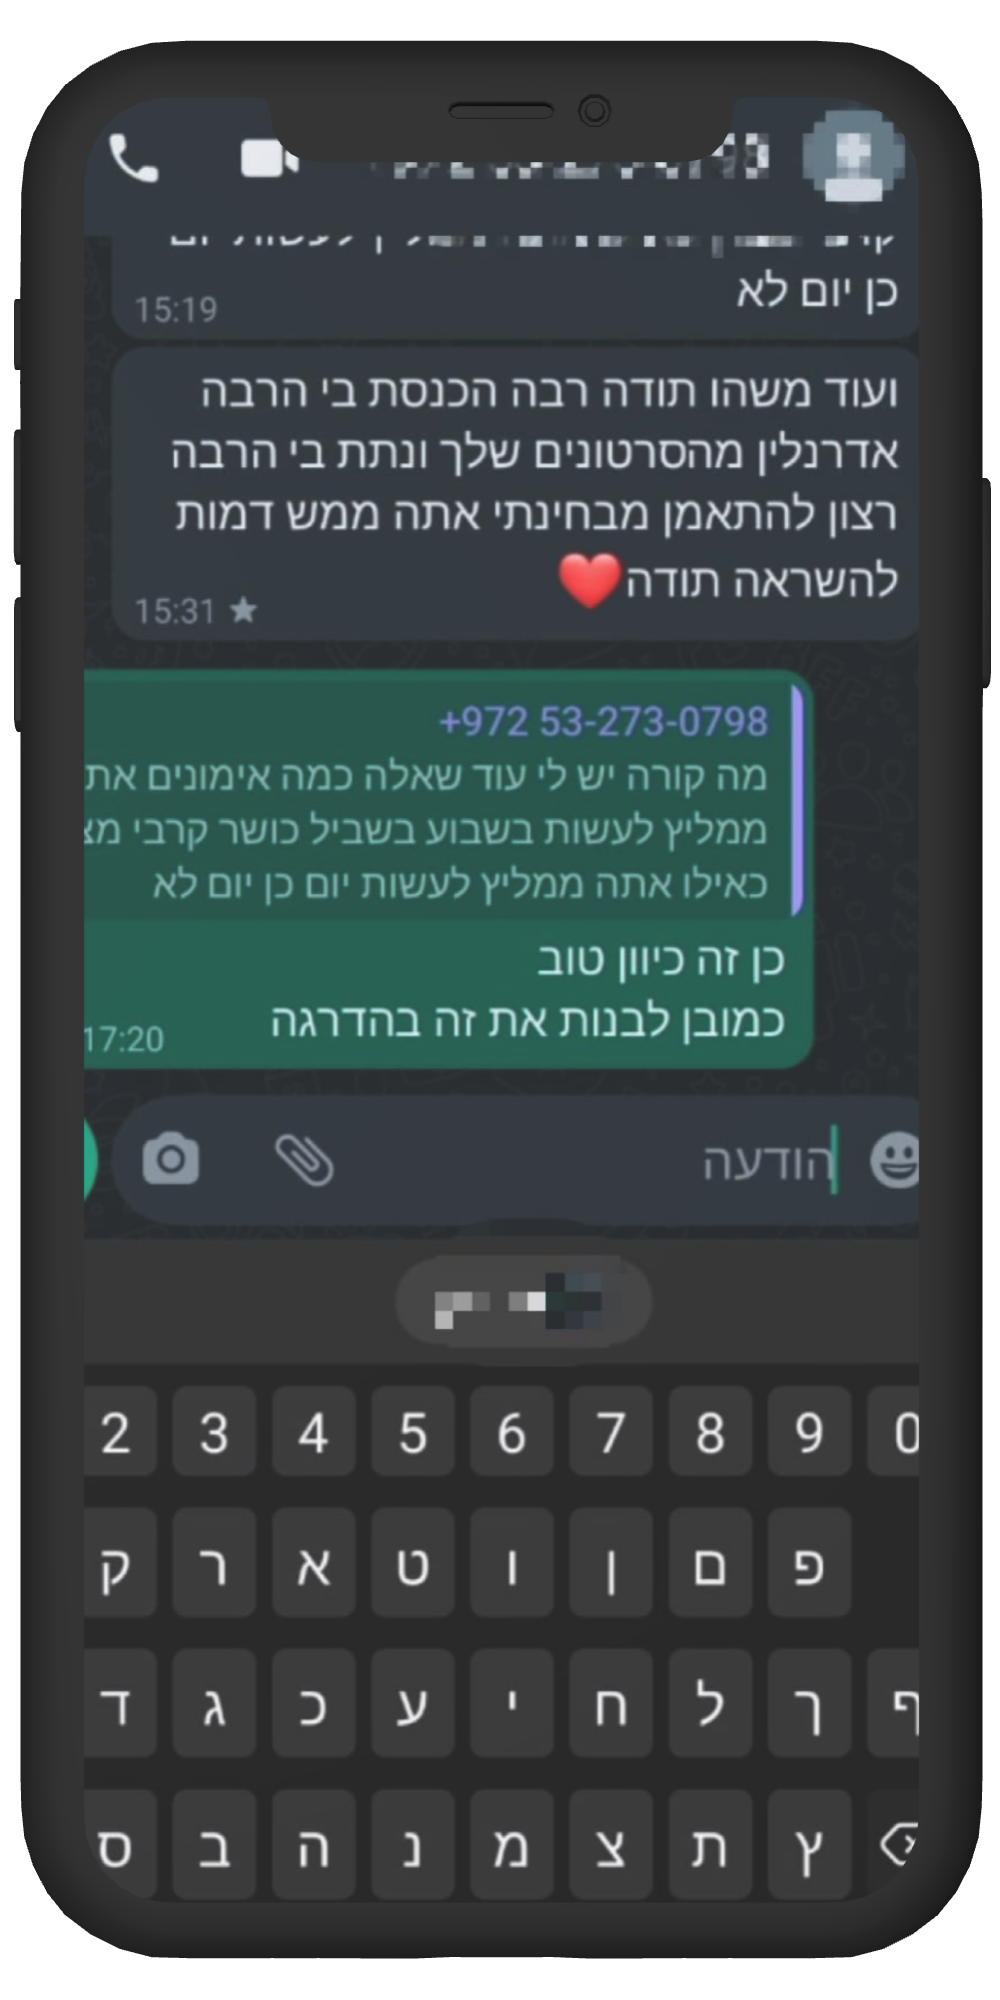 כן יום לא
15:19
ועוד משהו תודה רבה הכנסת בי הרבה
אדרנלין מהסרטונים שלך ונתת בי הרבה
רצון להתאמן מבחינתי אתה ממש דמות
להשראה תודה❤️
15:31 ★
+972 53-273-0798
מה קורה יש לי עוד שאלה כמה אימונים את
ממליץ לעשות בשבוע בשביל כושר קרבי
כאילו אתה ממליץ לעשות יום כן יום לא
כן זה כיוון טוב
כמובן לבנות את זה בהדרגה
17:20
הודעה
2 3 4 5 6 7 8 9 0
ק ר א ט ו ן ם פ
ד ג כ ע י ח ל ך ף
ס ב ה נ מ צ ת ץ